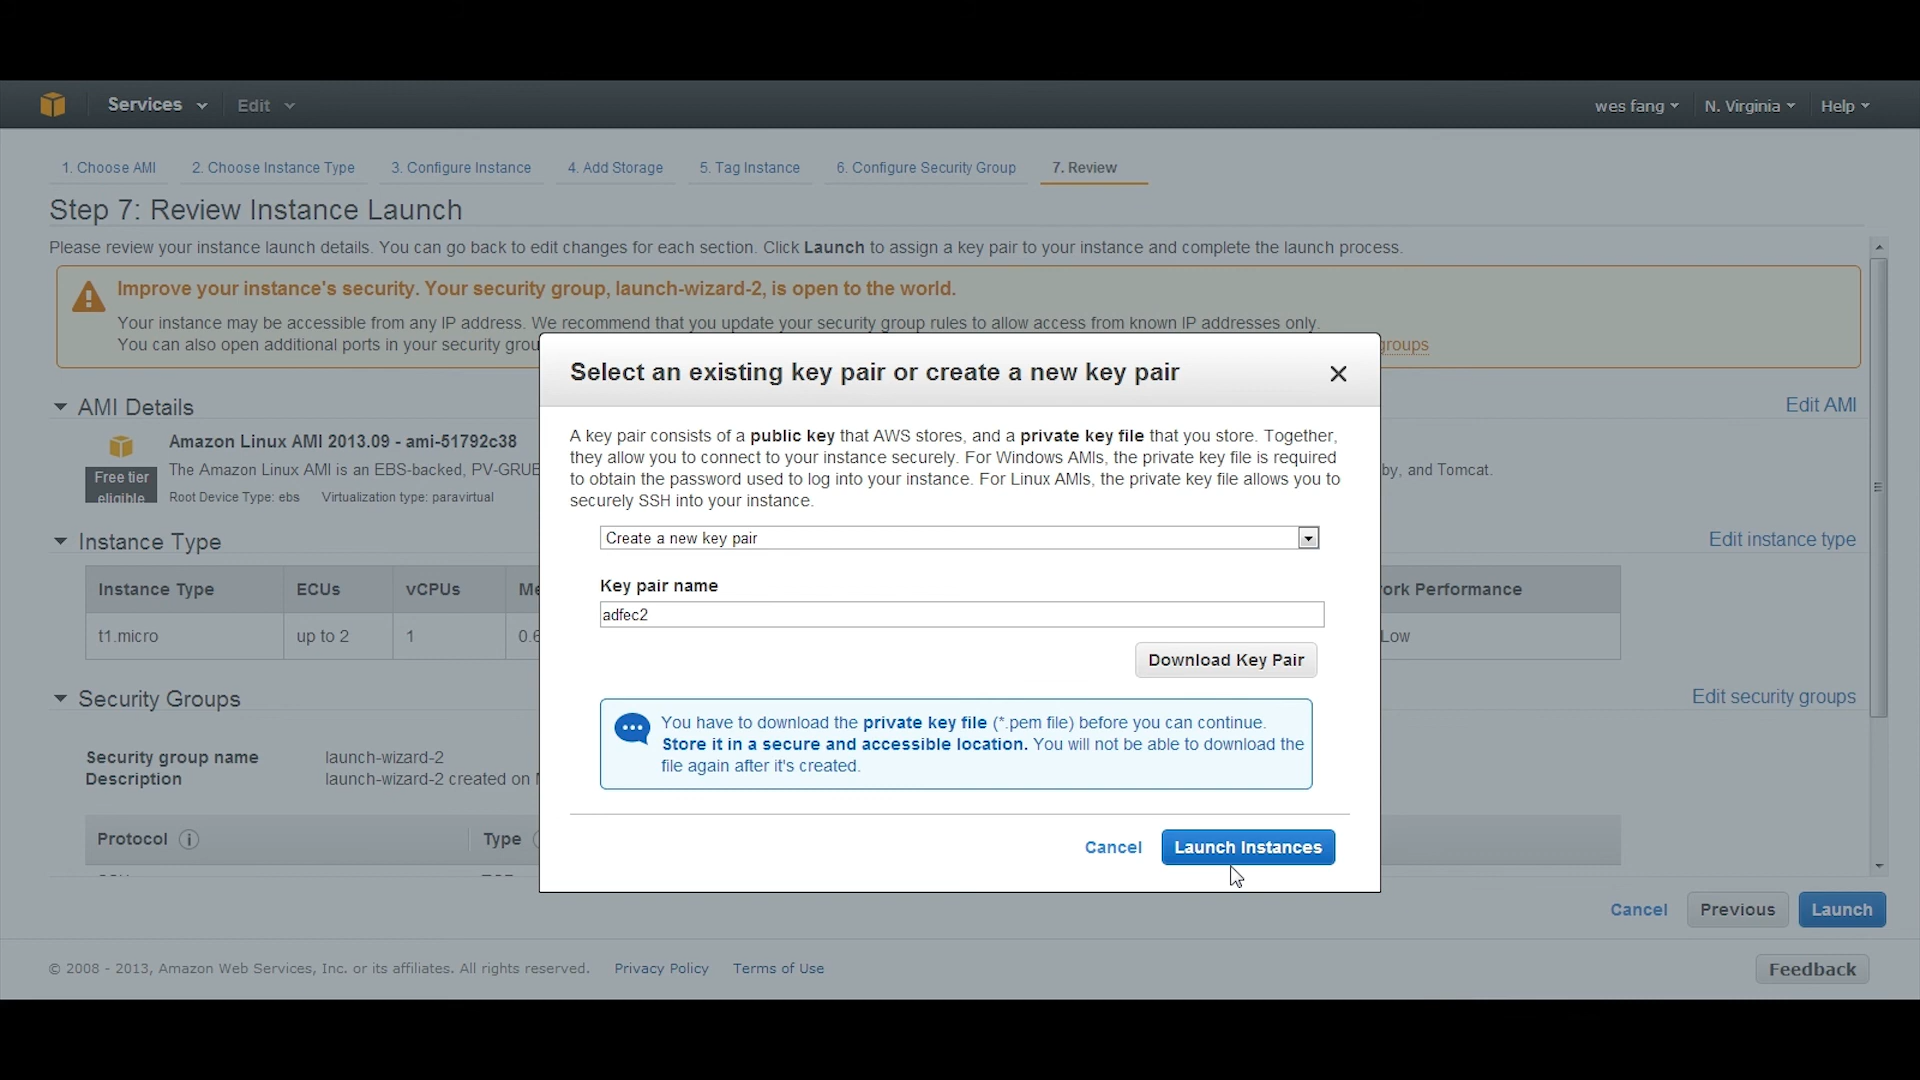 Services Edit wes fang N. Virginia Help
1. Choose AMI 2. Choose Instance Type 3. Configure Instance 4. Add Storage 5. Tag Instance 6. Configure Security Group 7. Review
Step 7: Review Instance Launch
Please review your instance launch details. You can go back to edit changes for each section. Click Launch to assign a key pair to your instance and complete the launch process.
Improve your instance's security. Your security group, launch-wizard-2, is open to the world.
Your instance may be accessible from any IP address. We recommend that you update your security group rules to allow access from known IP addresses only.
You can also open additional ports in your security grou groups
Select an existing key pair or create a new key pair
AMI Details Edit AMI
Amazon Linux AMI 2013.09 - ami-51792c38
The Amazon Linux AMI is an EBS-backed, PV-GRUB by, and Tomcat.
Free tier
eligible
Root Device Type: ebs Virtualization type: paravirtual
A key pair consists of a public key that AWS stores, and a private key file that you store. Together,
they allow you to connect to your instance securely. For Windows AMIs, the private key file is required
to obtain the password used to log into your instance. For Linux AMIs, the private key file allows you to
securely SSH into your instance.
Create a new key pair
Key pair name
adfec2
Download Key Pair
You have to download the private key file (*.pem file) before you can continue.
Store it in a secure and accessible location. You will not be able to download the
file again after it's created.
Cancel Launch Instances
Instance Type Edit instance type
Instance Type ECUs vCPUs Me ork Performance
t1.micro up to 2 1 0.6 Low
Security Groups Edit security groups
Security group name launch-wizard-2
Description launch-wizard-2 created on
Protocol Type
Cancel Previous Launch
© 2008 - 2013, Amazon Web Services, Inc. or its affiliates. All rights reserved. Privacy Policy Terms of Use Feedback